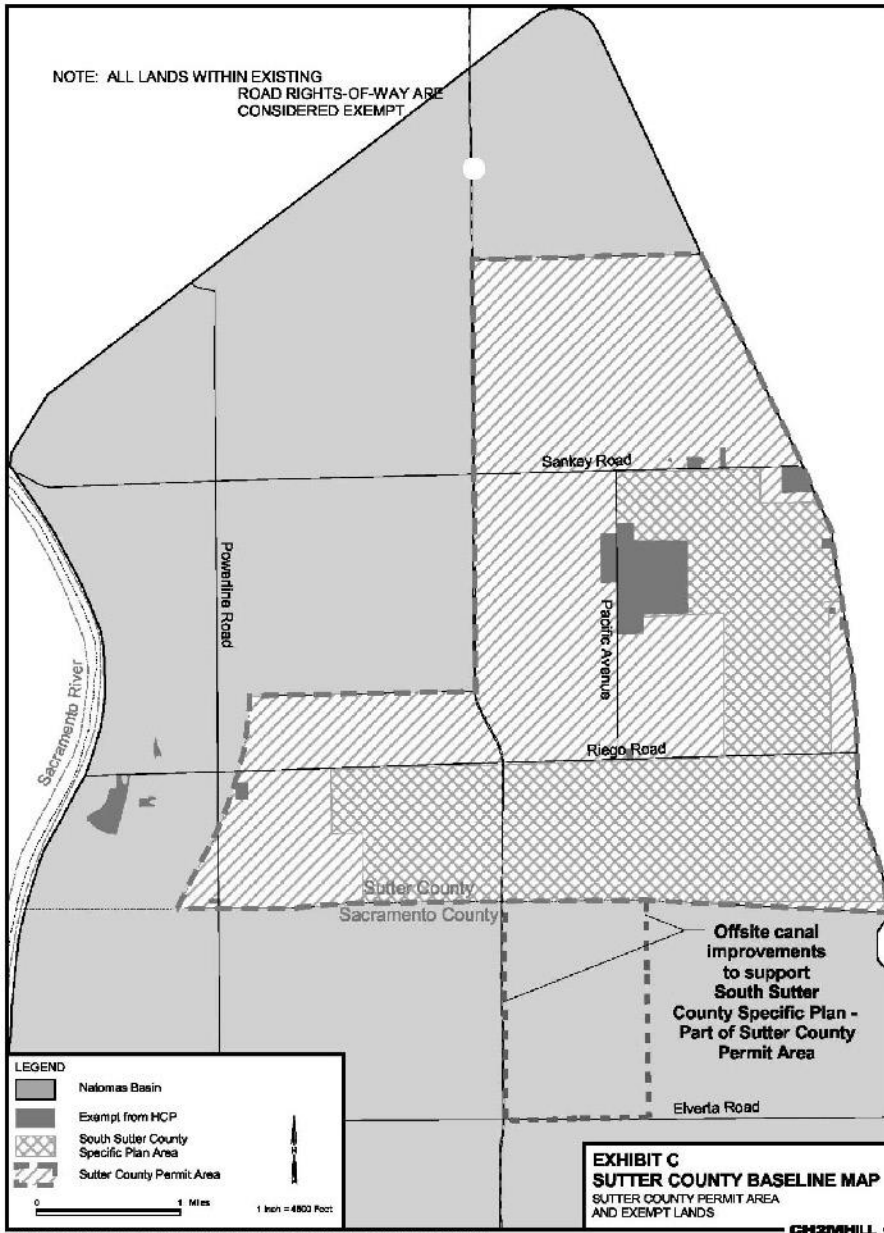 NOTE: ALL LANDS WITHIN EXISTING
ROAD RIGHTS-OF-WAY ARE
CONSIDERED EXEMPT
Sankey Road
Powerline Road
Pacific Avenue
Sacramento River
Riego Road
Sutter County
Sacramento County
Offsite canal
improvements
to support
South Sutter
County Specific Plan -
Part of Sutter County
Permit Area
Elverta Road
LEGEND
Natomas Basin
Exempt from HCP
South Sutter County
Specific Plan Area
Sutter County Permit Area
N
0 1 Miles
1 Inch = 4800 Feet
EXHIBIT C
SUTTER COUNTY BASELINE MAP
SUTTER COUNTY PERMIT AREA
AND EXEMPT LANDS
CH2MHILL